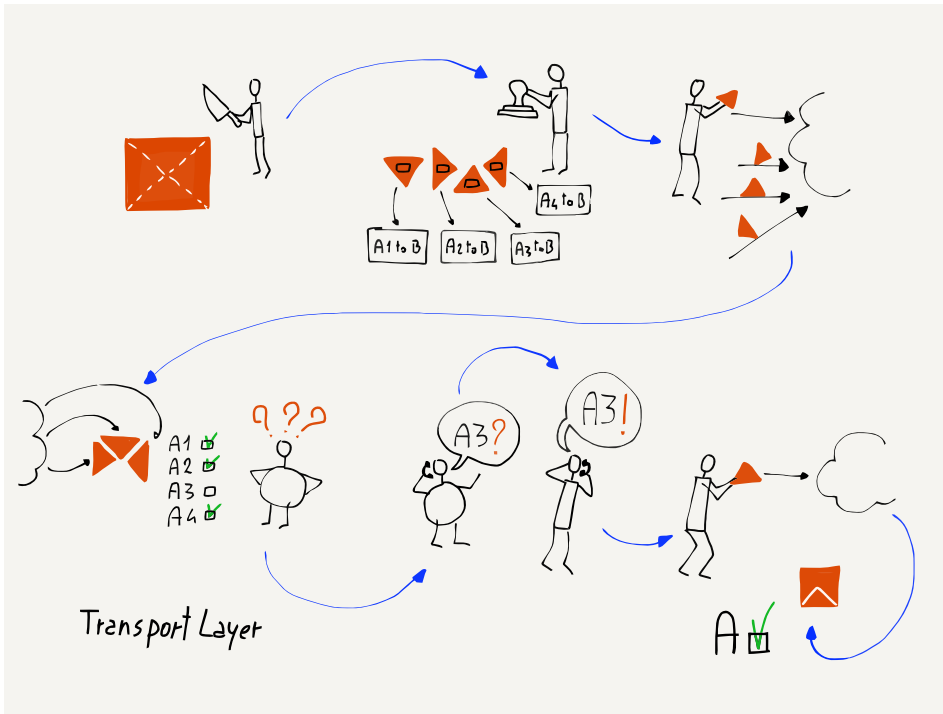 A4 to B
A1 to B
A2 to B
A3 to B
? ? ?
A3?
A3!
A1
A2
A3
A4
Transport Layer
A